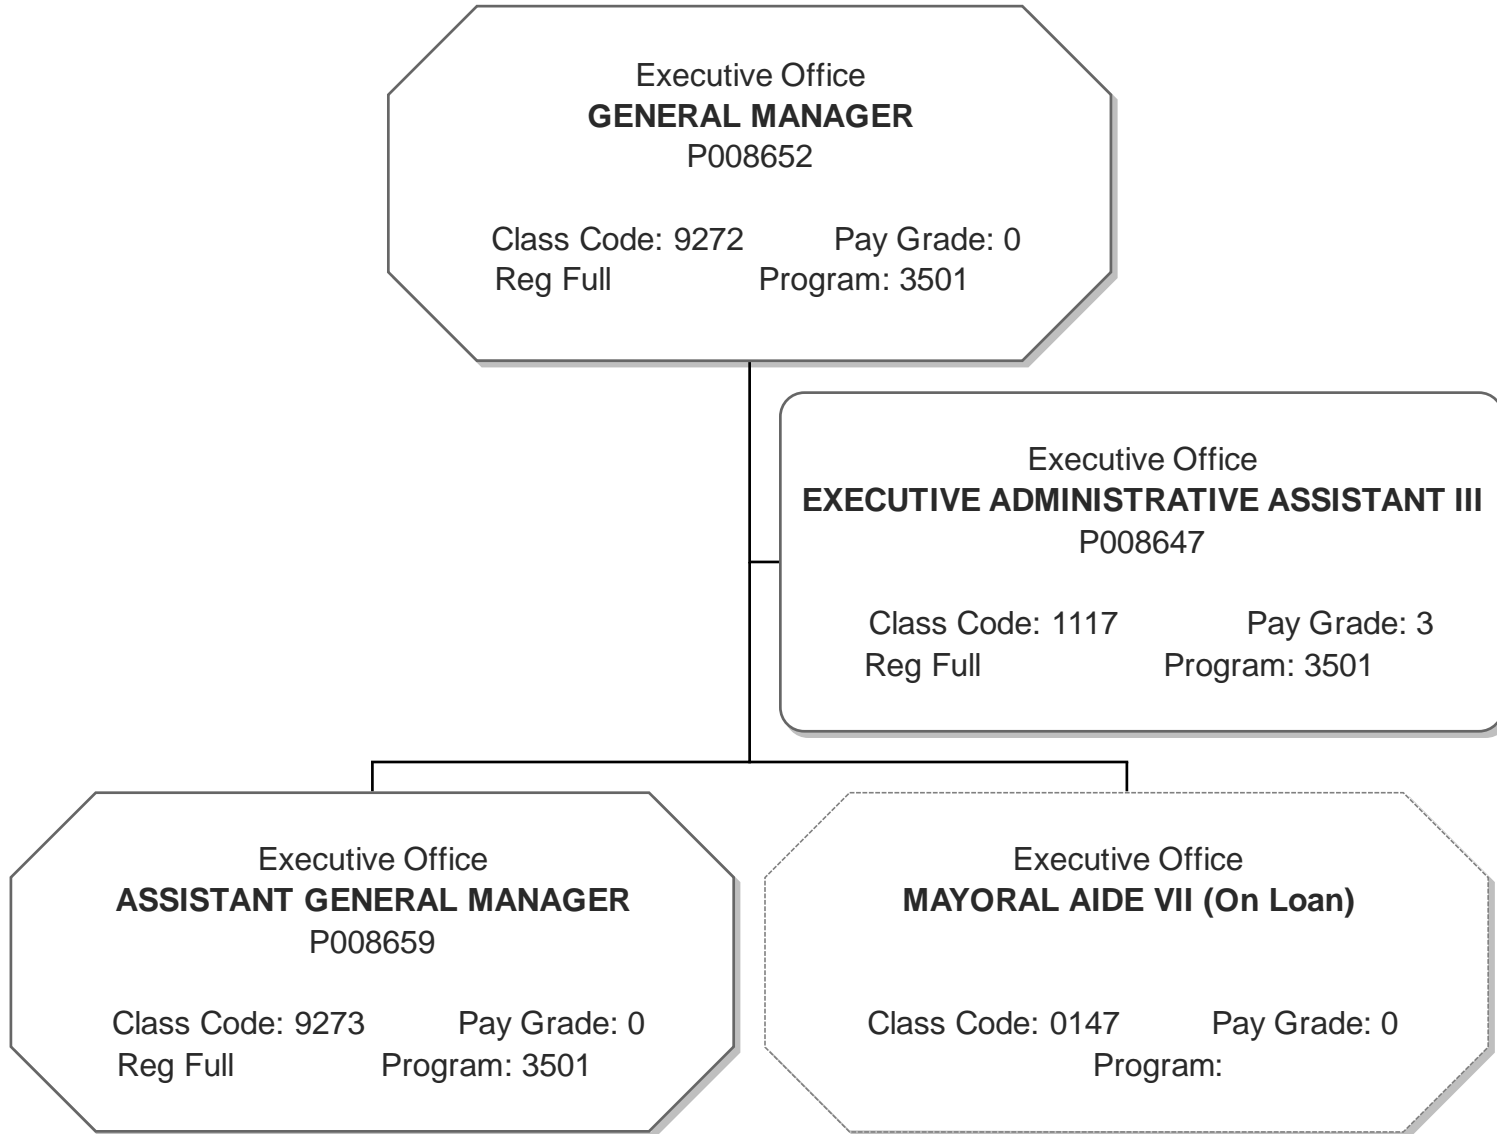 Executive Office
GENERAL MANAGER
P008652
Class Code: 9272 Pay Grade: 0
Reg Full Program: 3501
Executive Office
EXECUTIVE ADMINISTRATIVE ASSISTANT III
P008647
Class Code: 1117 Pay Grade: 3
Reg Full Program: 3501
Executive Office
ASSISTANT GENERAL MANAGER
P008659
Class Code: 9273 Pay Grade: 0
Reg Full Program: 3501
Executive Office
MAYORAL AIDE VII (On Loan)
Class Code: 0147 Pay Grade: 0
Program: